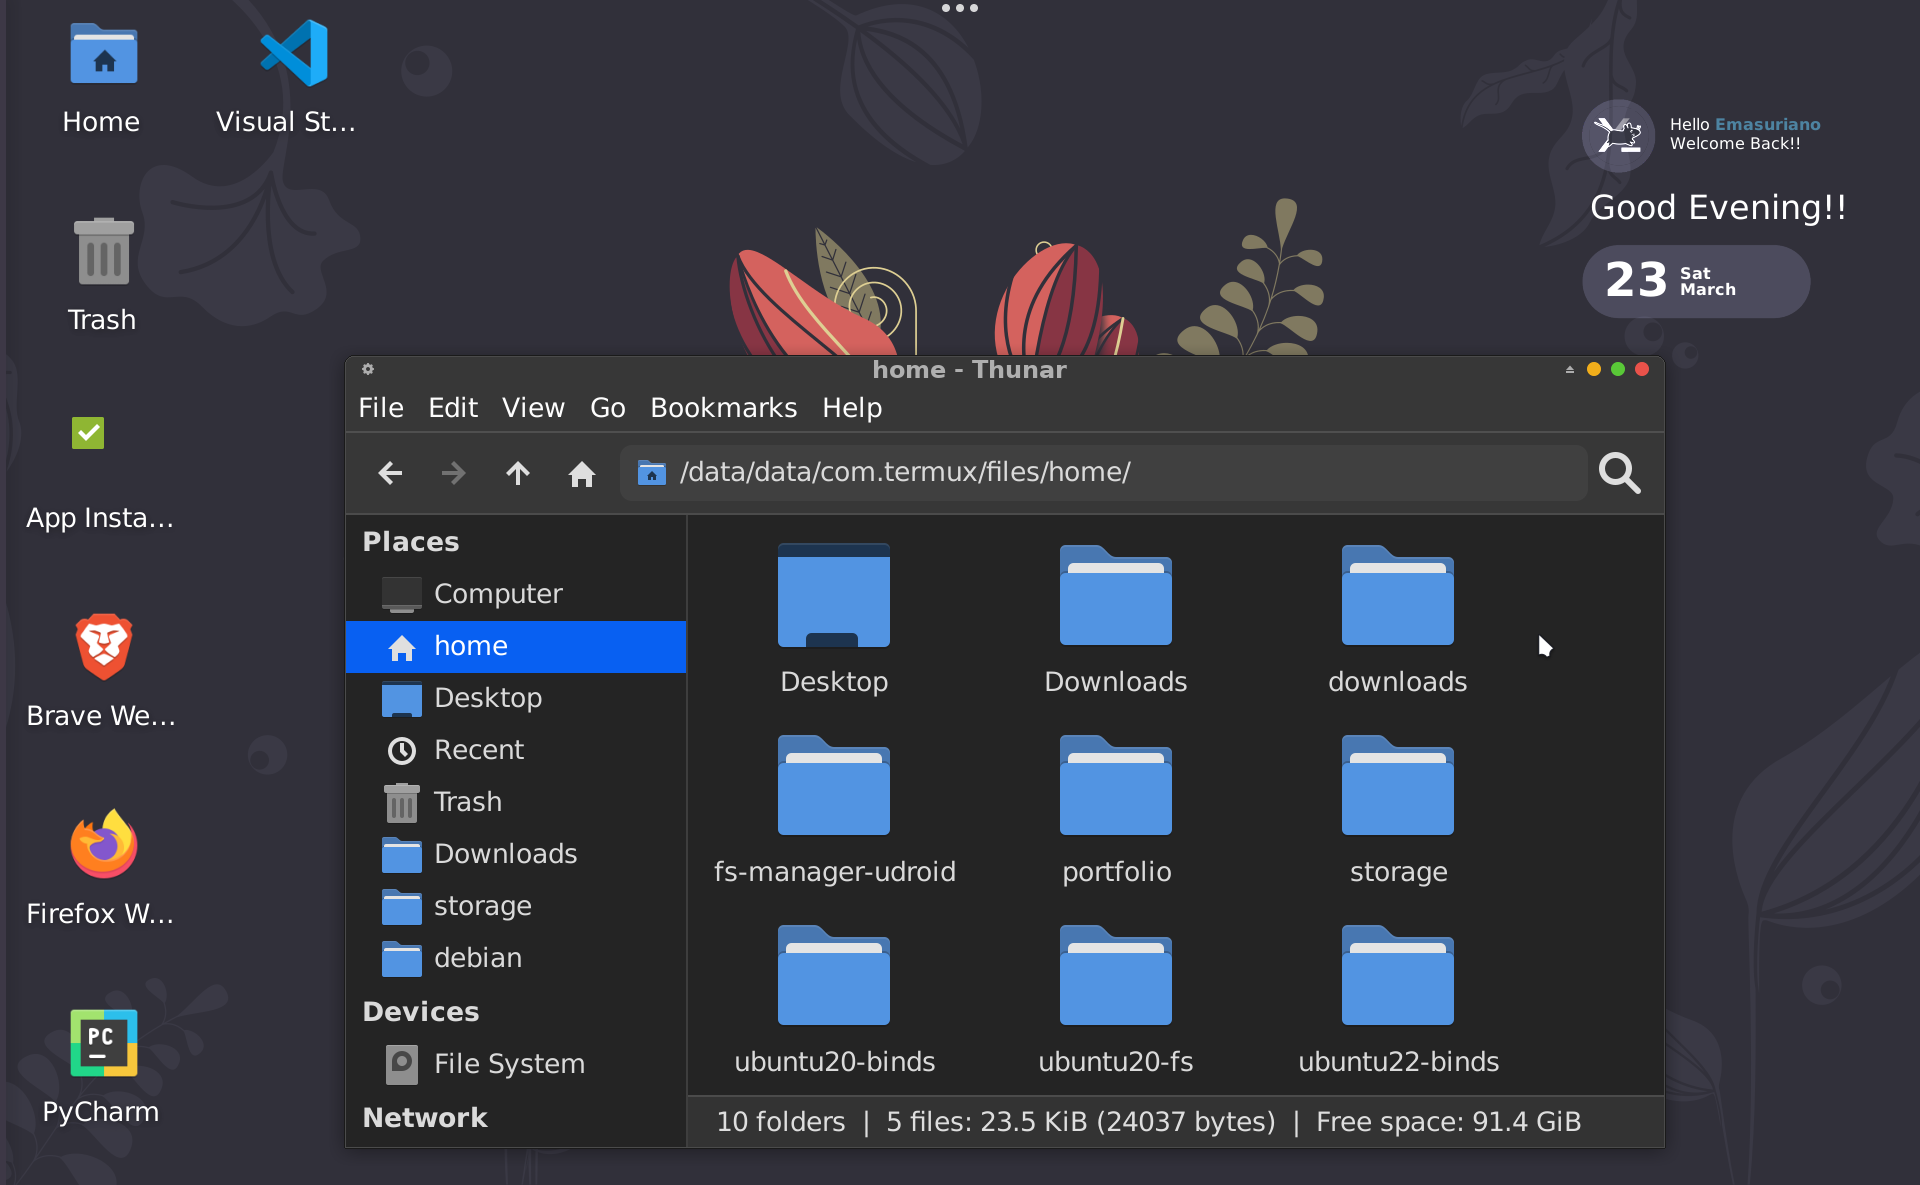 Home
Visual St...
Trash
App Insta...
Brave We...
Firefox W...
PC
PyCharm
Hello Emasuriano
Welcome Back!!
Good Evening!!
23 Sat
March
home - Thunar
File Edit View Go Bookmarks Help
/data/data/com.termux/files/home/
Places
Computer
home
Desktop
Recent
Trash
Downloads
storage
debian
Devices
File System
Network
Desktop Downloads downloads
fs-manager-udroid portfolio storage
ubuntu20-binds ubuntu20-fs ubuntu22-binds
10 folders | 5 files: 23.5 KiB (24037 bytes) | Free space: 91.4 GiB